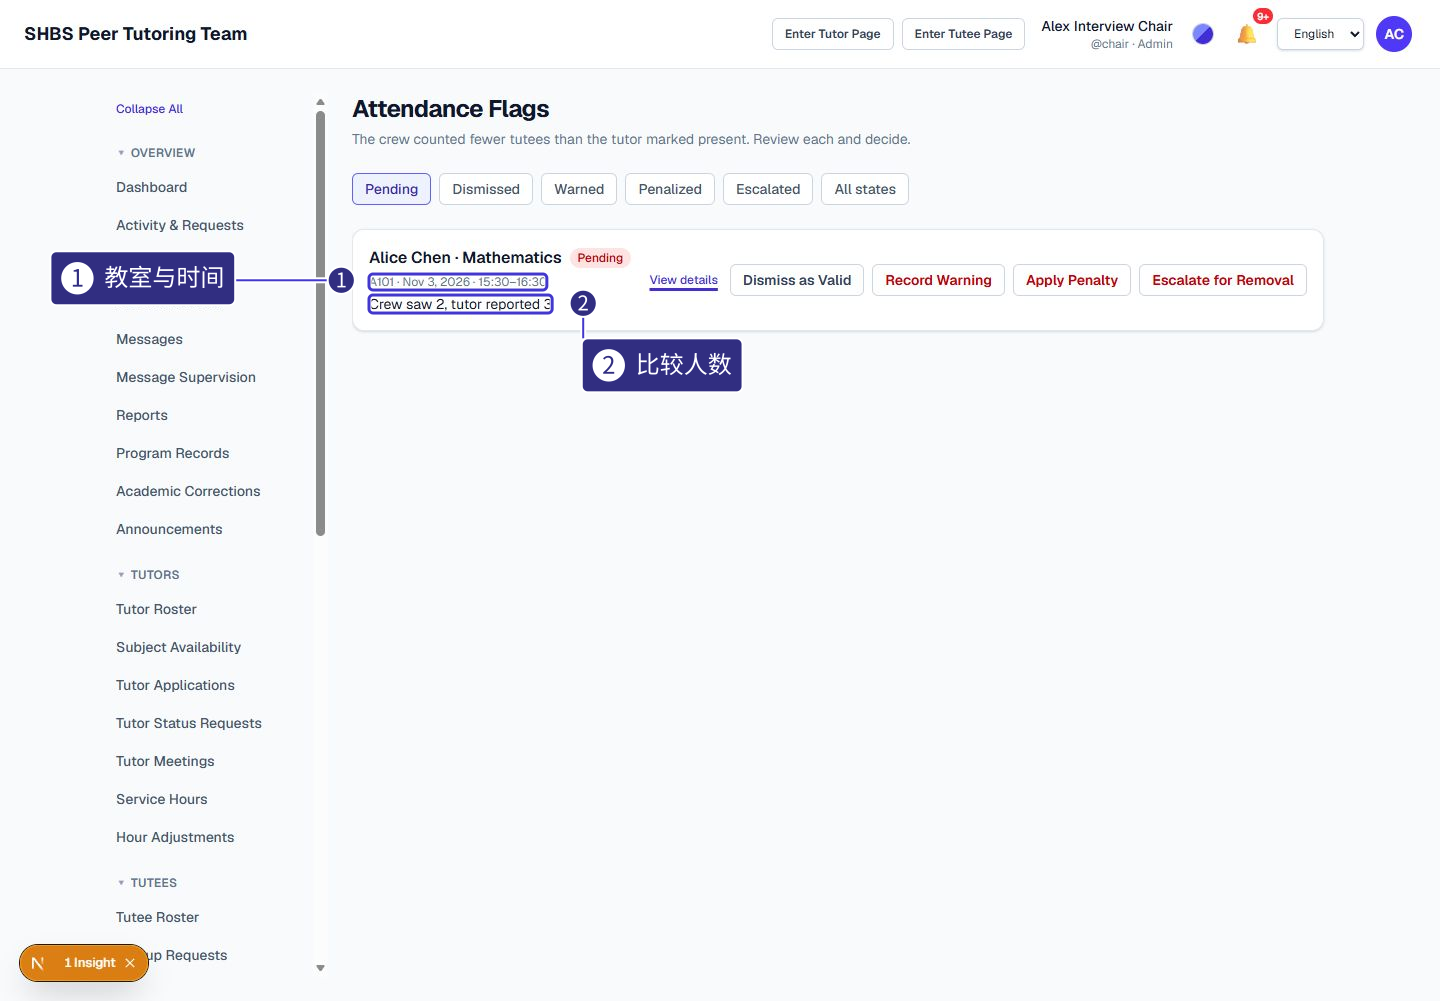 SHBS Peer Tutoring Team
Enter Tutor Page
Enter Tutee Page
Alex Interview Chair
@chair · Admin
9+
English
AC
Collapse All
OVERVIEW
Dashboard
Activity & Requests
Messages
Message Supervision
Reports
Program Records
Academic Corrections
Announcements
TUTORS
Tutor Roster
Subject Availability
Tutor Applications
Tutor Status Requests
Tutor Meetings
Service Hours
Hour Adjustments
TUTEES
Tutee Roster
up Requests
1 Insight
Attendance Flags
The crew counted fewer tutees than the tutor marked present. Review each and decide.
Pending
Dismissed
Warned
Penalized
Escalated
All states
Alice Chen · Mathematics
Pending
A101 · Nov 3, 2026 · 15:30–16:30
Crew saw 2, tutor reported 3
View details
Dismiss as Valid
Record Warning
Apply Penalty
Escalate for Removal
1 教室与时间
1
2
2 比较人数